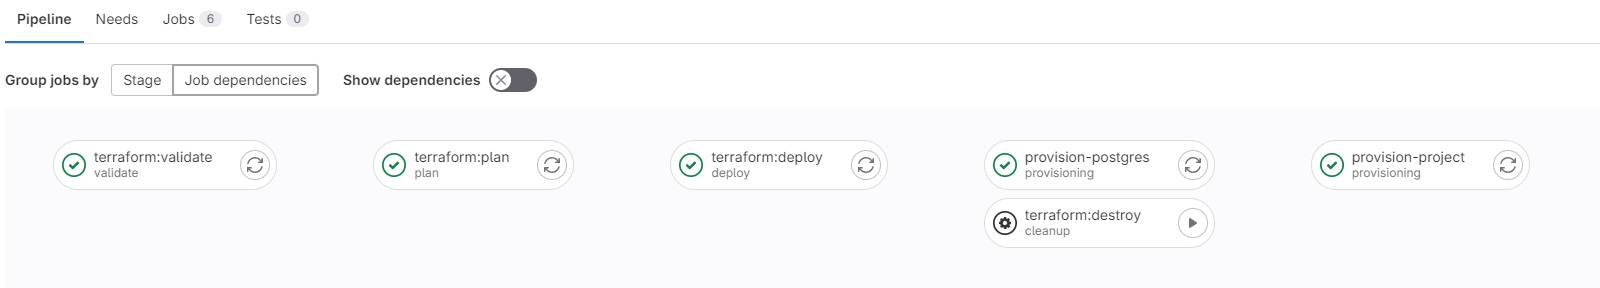 Pipeline Needs Jobs 6 Tests 0
Group jobs by Stage Job dependencies Show dependencies
terraform:validate
validate
terraform:plan
plan
terraform:deploy
deploy
provision-postgres
provisioning
terraform:destroy
cleanup
provision-project
provisioning